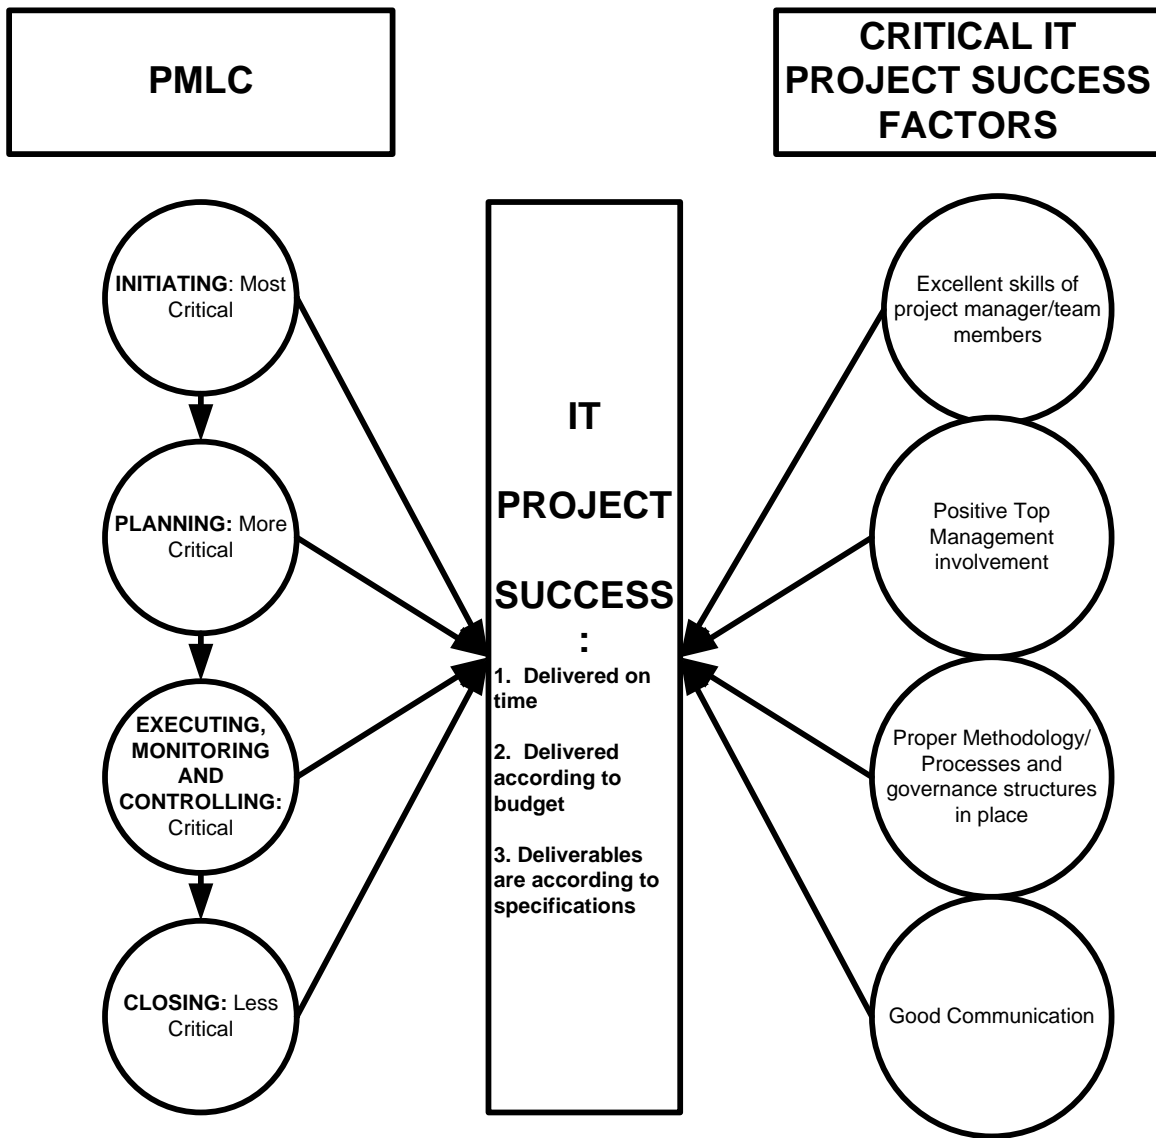 PMLC
CRITICAL IT
PROJECT SUCCESS
FACTORS
INITIATING: Most
Critical
PLANNING: More
Critical
EXECUTING,
MONITORING
AND
CONTROLLING:
Critical
CLOSING: Less
Critical
IT
PROJECT
SUCCESS
:
1. Delivered on
time
2. Delivered
according to
budget
3. Deliverables
are according to
specifications
Excellent skills of
project manager/team
members
Positive Top
Management
involvement
Proper Methodology/
Processes and
governance structures
in place
Good Communication